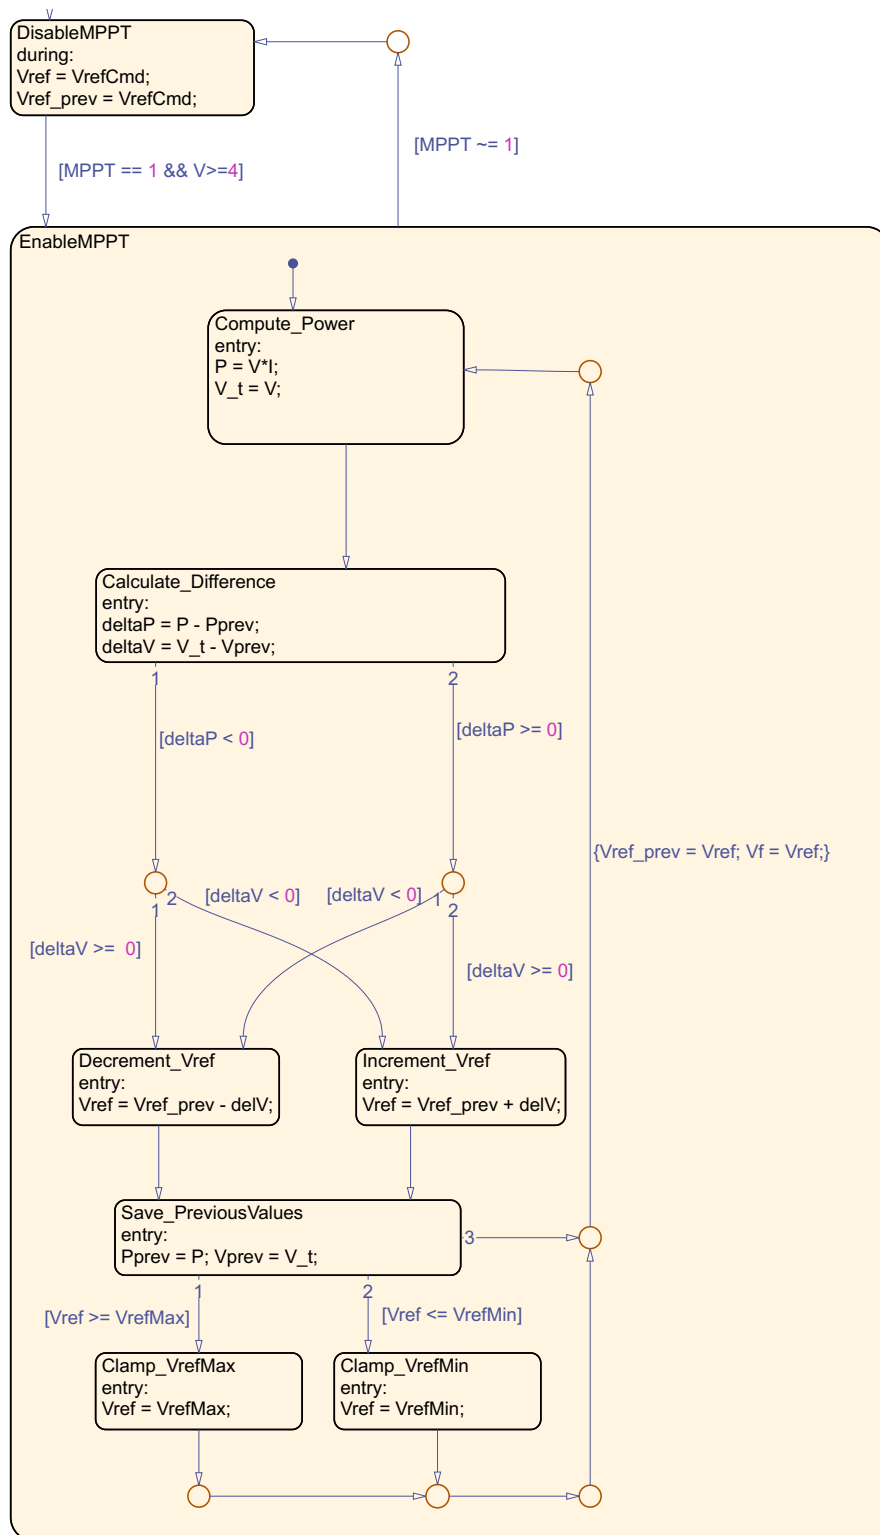 DisableMPPT
during:
Vref = VrefCmd;
Vref_prev = VrefCmd;
[MPPT ~= 1]
[MPPT == 1 && V>=4]
EnableMPPT
Compute_Power
entry:
P = V*I;
V_t = V;
Calculate_Difference
entry:
deltaP = P - Pprev;
deltaV = V_t - Vprev;
1
2
[deltaP < 0]
[deltaP >= 0]
{Vref_prev = Vref; Vf = Vref;}
2
[deltaV < 0]
[deltaV < 0]
1
1
2
[deltaV >=  0]
[deltaV >= 0]
Decrement_Vref
entry:
Vref = Vref_prev - delV;
Increment_Vref
entry:
Vref = Vref_prev + delV;
Save_PreviousValues
entry:
Pprev = P; Vprev = V_t;
3
1
2
[Vref >= VrefMax]
[Vref <= VrefMin]
Clamp_VrefMax
entry:
Vref = VrefMax;
Clamp_VrefMin
entry:
Vref = VrefMin;